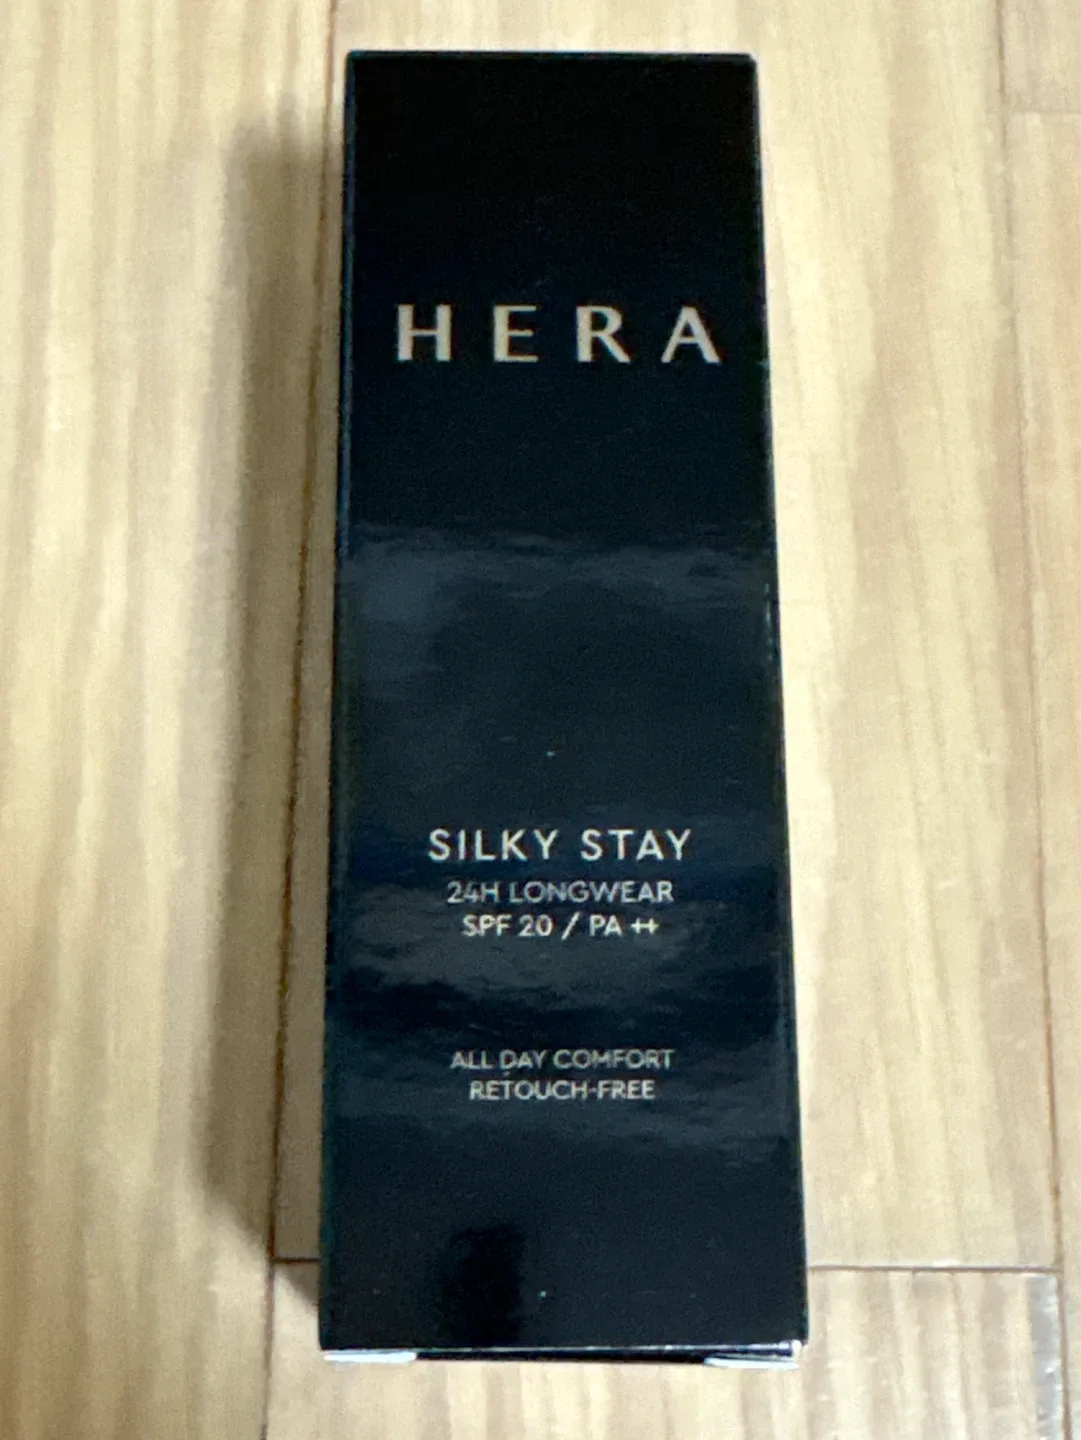 HERA
SILKY STAY
24H LONGWEAR
SPF 20 / PA ++
ALL DAY COMFORT
RETOUCH-FREE